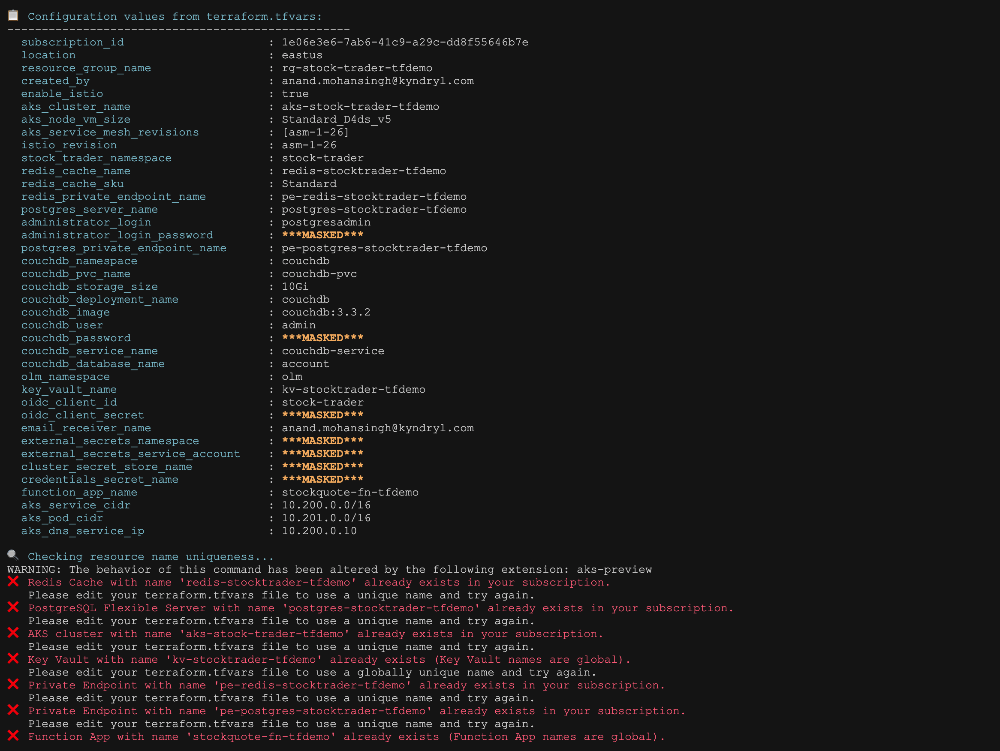 Configuration values from terraform.tfvars:
--------------------------------------------------
subscription_id : 1e06e3e6-7ab6-41c9-a29c-dd8f55646b7e
location : eastus
resource_group_name : rg-stock-trader-tfdemo
created_by : anand.mohansingh@kyndryl.com
enable_istio : true
aks_cluster_name : aks-stock-trader-tfdemo
aks_node_vm_size : Standard_D4ds_v5
aks_service_mesh_revisions : [asm-1-26]
istio_revision : asm-1-26
stock_trader_namespace : stock-trader
redis_cache_name : redis-stocktrader-tfdemo
redis_cache_sku : Standard
redis_private_endpoint_name : pe-redis-stocktrader-tfdemo
postgres_server_name : postgres-stocktrader-tfdemo
administrator_login : postgresadmin
administrator_login_password : ***MASKED***
postgres_private_endpoint_name : pe-postgres-stocktrader-tfdemo
couchdb_namespace : couchdb
couchdb_pvc_name : couchdb-pvc
couchdb_storage_size : 10Gi
couchdb_deployment_name : couchdb
couchdb_image : couchdb:3.3.2
couchdb_user : admin
couchdb_password : ***MASKED***
couchdb_service_name : couchdb-service
couchdb_database_name : account
olm_namespace : olm
key_vault_name : kv-stocktrader-tfdemo
oidc_client_id : stock-trader
oidc_client_secret : ***MASKED***
email_receiver_name : anand.mohansingh@kyndryl.com
external_secrets_namespace : ***MASKED***
external_secrets_service_account : ***MASKED***
cluster_secret_store_name : ***MASKED***
credentials_secret_name : ***MASKED***
function_app_name : stockquote-fn-tfdemo
aks_service_cidr : 10.200.0.0/16
aks_pod_cidr : 10.201.0.0/16
aks_dns_service_ip : 10.200.0.10
Checking resource name uniqueness...
WARNING: The behavior of this command has been altered by the following extension: aks-preview
❌ Redis Cache with name 'redis-stocktrader-tfdemo' already exists in your subscription.
Please edit your terraform.tfvars file to use a unique name and try again.
❌ PostgreSQL Flexible Server with name 'postgres-stocktrader-tfdemo' already exists in your subscription.
Please edit your terraform.tfvars file to use a unique name and try again.
❌ AKS cluster with name 'aks-stock-trader-tfdemo' already exists in your subscription.
Please edit your terraform.tfvars file to use a unique name and try again.
❌ Key Vault with name 'kv-stocktrader-tfdemo' already exists (Key Vault names are global).
Please edit your terraform.tfvars file to use a globally unique name and try again.
❌ Private Endpoint with name 'pe-redis-stocktrader-tfdemo' already exists in your subscription.
Please edit your terraform.tfvars file to use a unique name and try again.
❌ Private Endpoint with name 'pe-postgres-stocktrader-tfdemo' already exists in your subscription.
Please edit your terraform.tfvars file to use a unique name and try again.
❌ Function App with name 'stockquote-fn-tfdemo' already exists (Function App names are global).